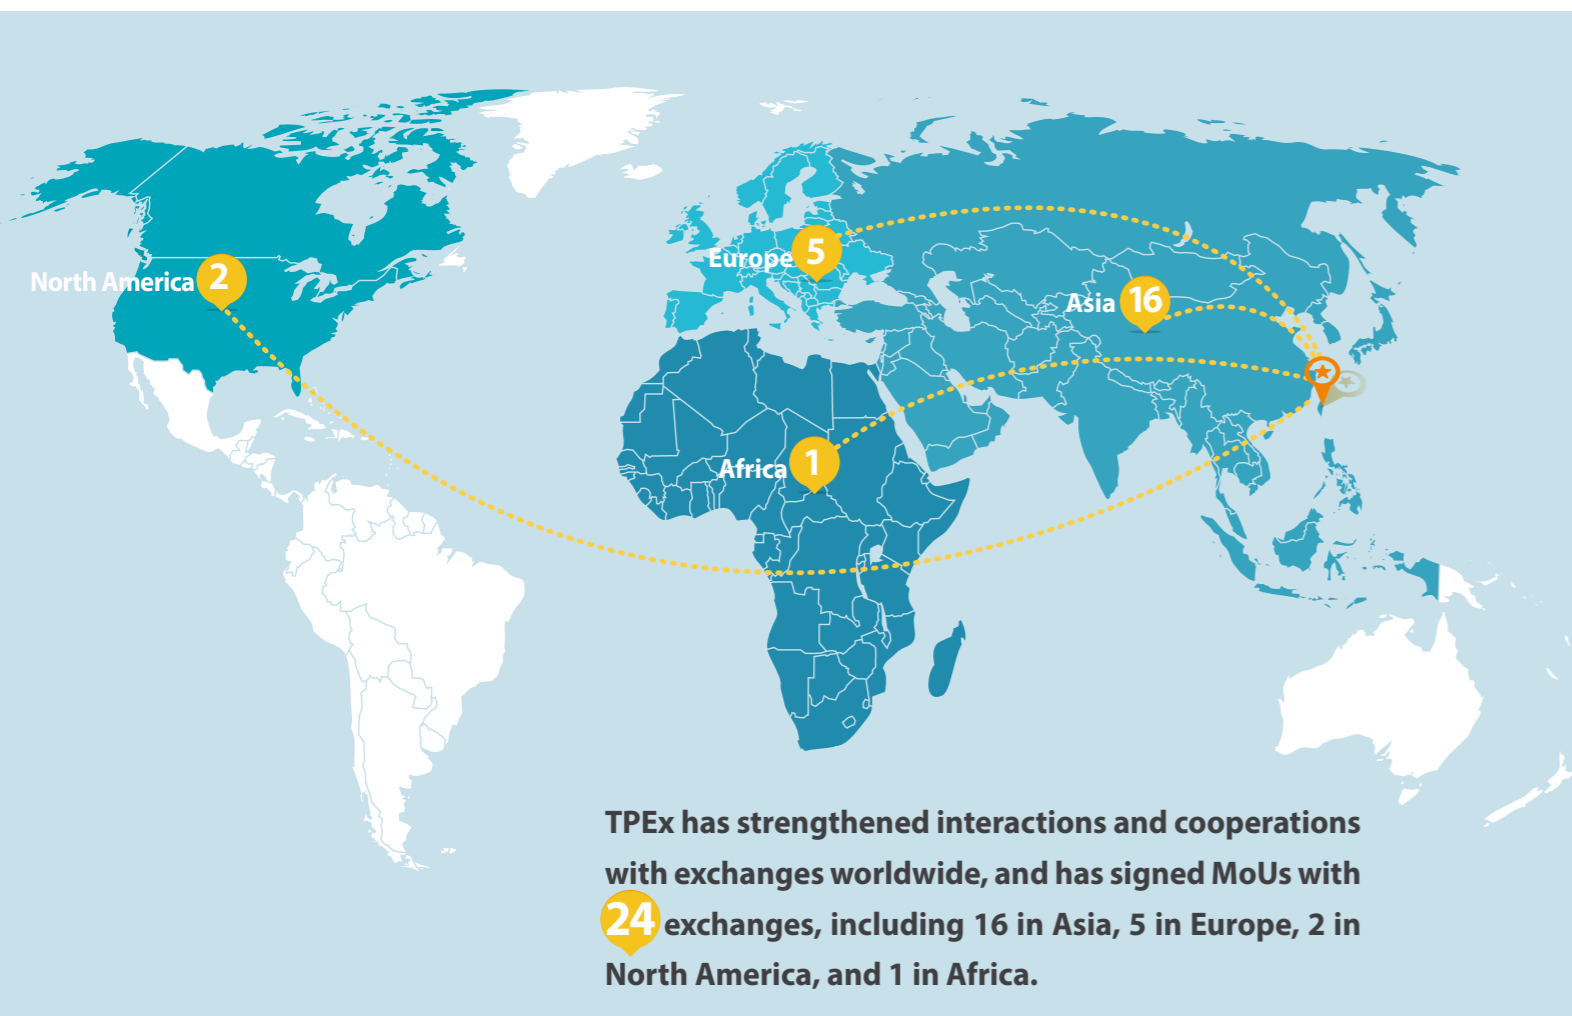 Europe 5
North America 2
Asia 16
Africa 1
TPEx has strengthened interactions and cooperations
with exchanges worldwide, and has signed MoUs with
24 exchanges, including 16 in Asia, 5 in Europe, 2 in
North America, and 1 in Africa.